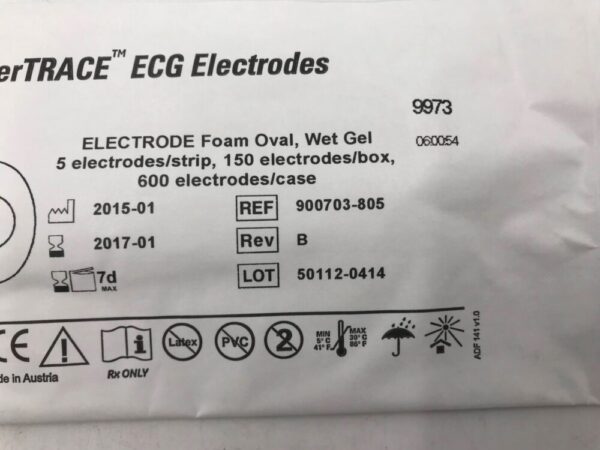 erTRACE™ ECG Electrodes
9973
060054
ELECTRODE Foam Oval, Wet Gel
5 electrodes/strip, 150 electrodes/box,
600 electrodes/case
2015-01 REF 900703-805
2017-01 Rev B
7d MAX LOT 50112-0414
CE i Latex PVC 2 MIN 5°C 41°F MAX 30°C 86°F
de in Austria Rx ONLY
ADF 141 v1.0